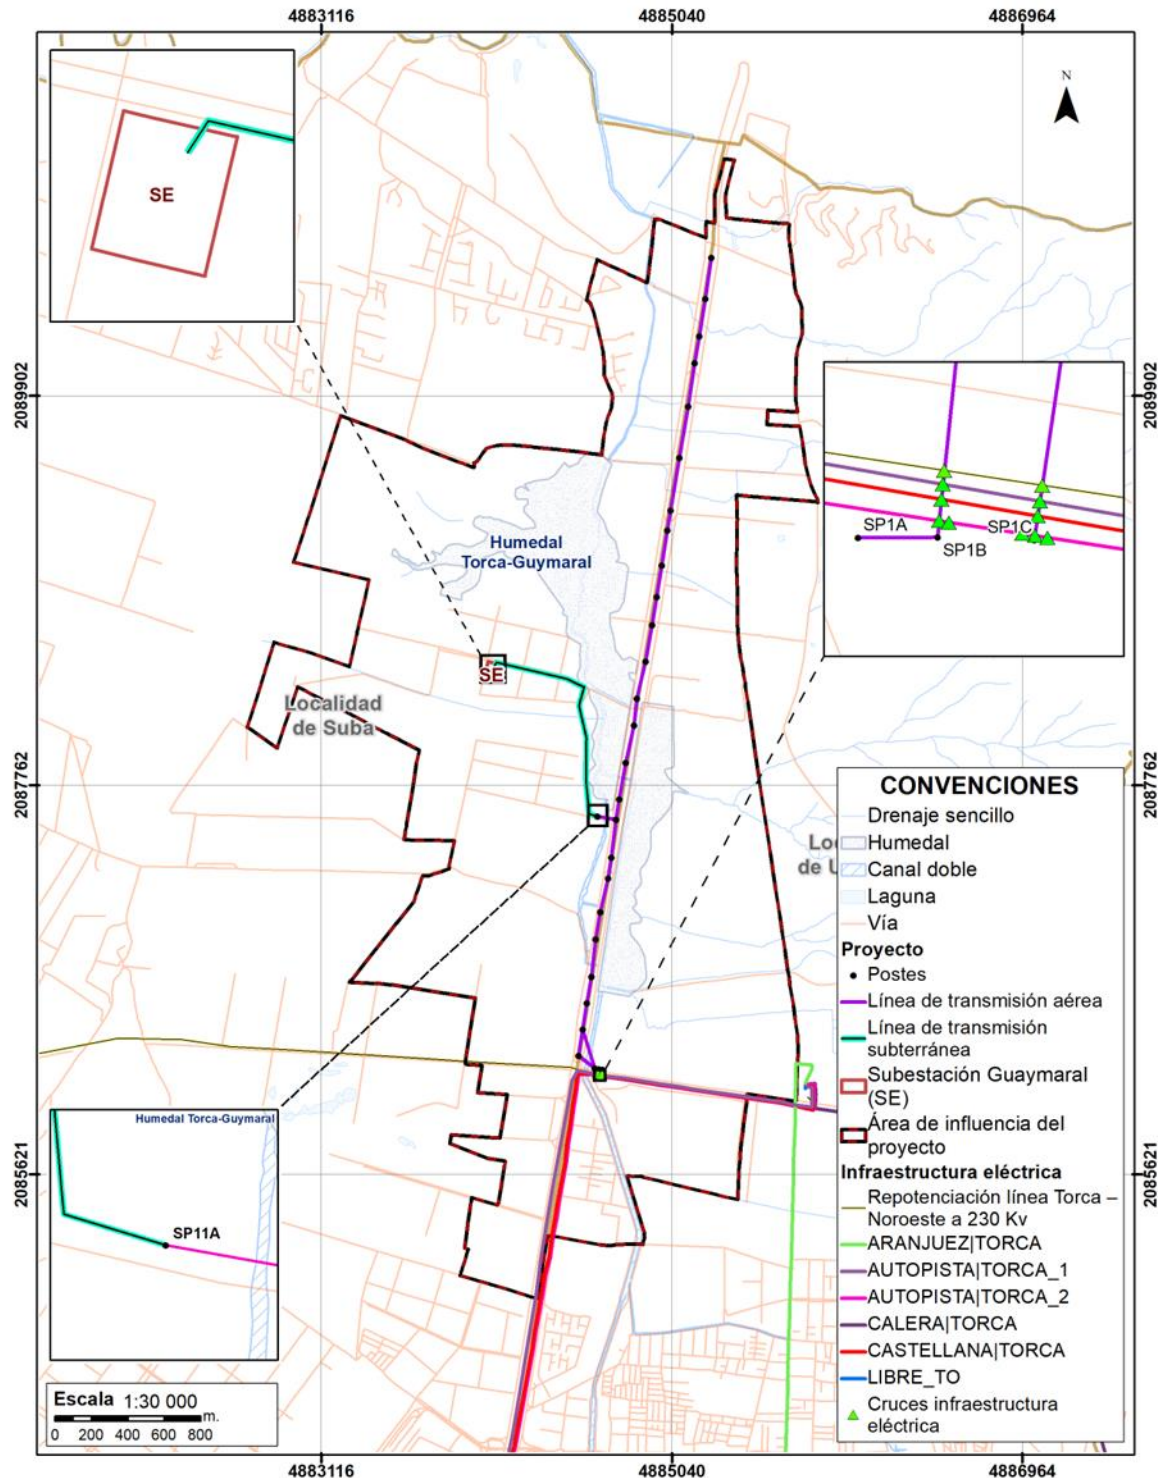 4883116
4885040
4886964
N
SE
2089902
2089902
SP1A
SP1B
SP1C
Humedal
Torca-Guymaral
SE
Localidad
de Suba
2087762
2087762
Lo
de U
CONVENCIONES
Drenaje sencillo
Humedal
Canal doble
Laguna
Vía
Proyecto
Postes
Línea de transmisión aérea
Línea de transmisión
subterránea
Subestación Guaymaral
(SE)
Área de influencia del
proyecto
Infraestructura eléctrica
Repotenciación línea Torca –
Noroeste a 230 Kv
ARANJUEZ|TORCA
AUTOPISTA|TORCA_1
AUTOPISTA|TORCA_2
CALERA|TORCA
CASTELLANA|TORCA
LIBRE_TO
Cruces infraestructura
eléctrica
Humedal Torca-Guymaral
SP11A
2085621
2085621
Escala 1:30 000
m.
0 200 400 600 800
4883116
4885040
4886964